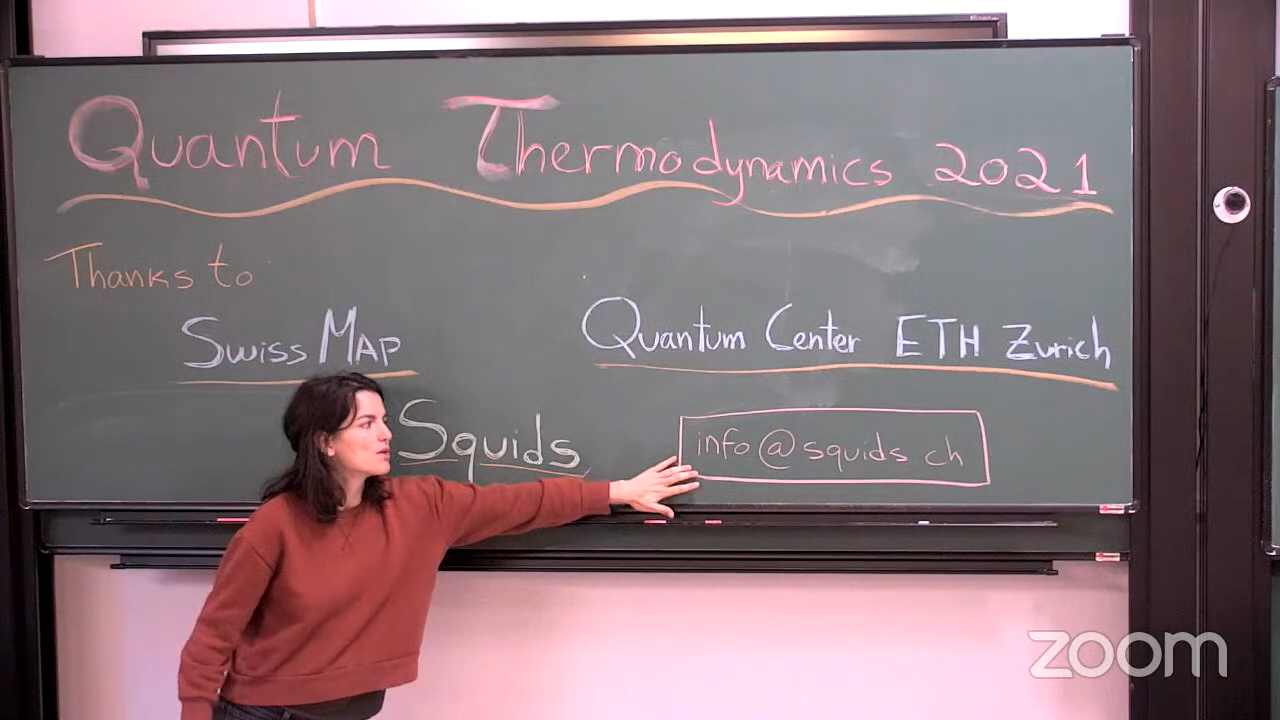 Quantum Thermodynamics 2021
Thanks to
Swiss MAP
Quantum Center ETH Zurich
Squids
info@squids ch
zoom